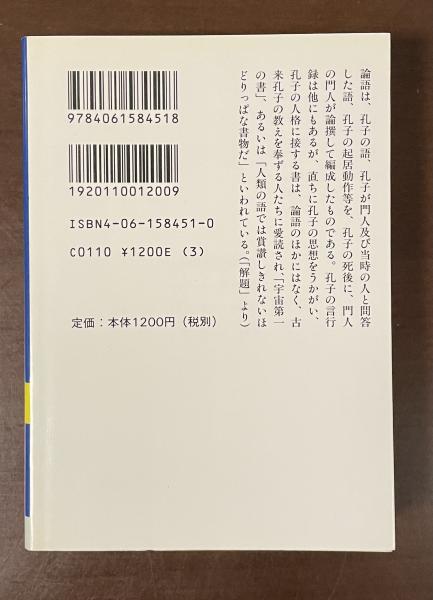 論語は、孔子の語、孔子が門人及び当時の人と問答
した語、孔子の起居動作等を、孔子の死後に、門人
の門人が論撰して編成したものである。孔子の言行
録は他にもあるが、直ちに孔子の思想をうかがい、
孔子の人格に接する書は、論語のほかにはなく、古
来孔子の教えを奉ずる人たちに愛読され、「宇宙第一
の書」、あるいは「人類の語では賞讃しきれないほ
どりっぱな書物だ」といわれている。(「解題」より)
9784061584518
1920110012009
ISBN4-06-158451-0
C0110 ¥1200E (3)
定価：本体1200円（税別）